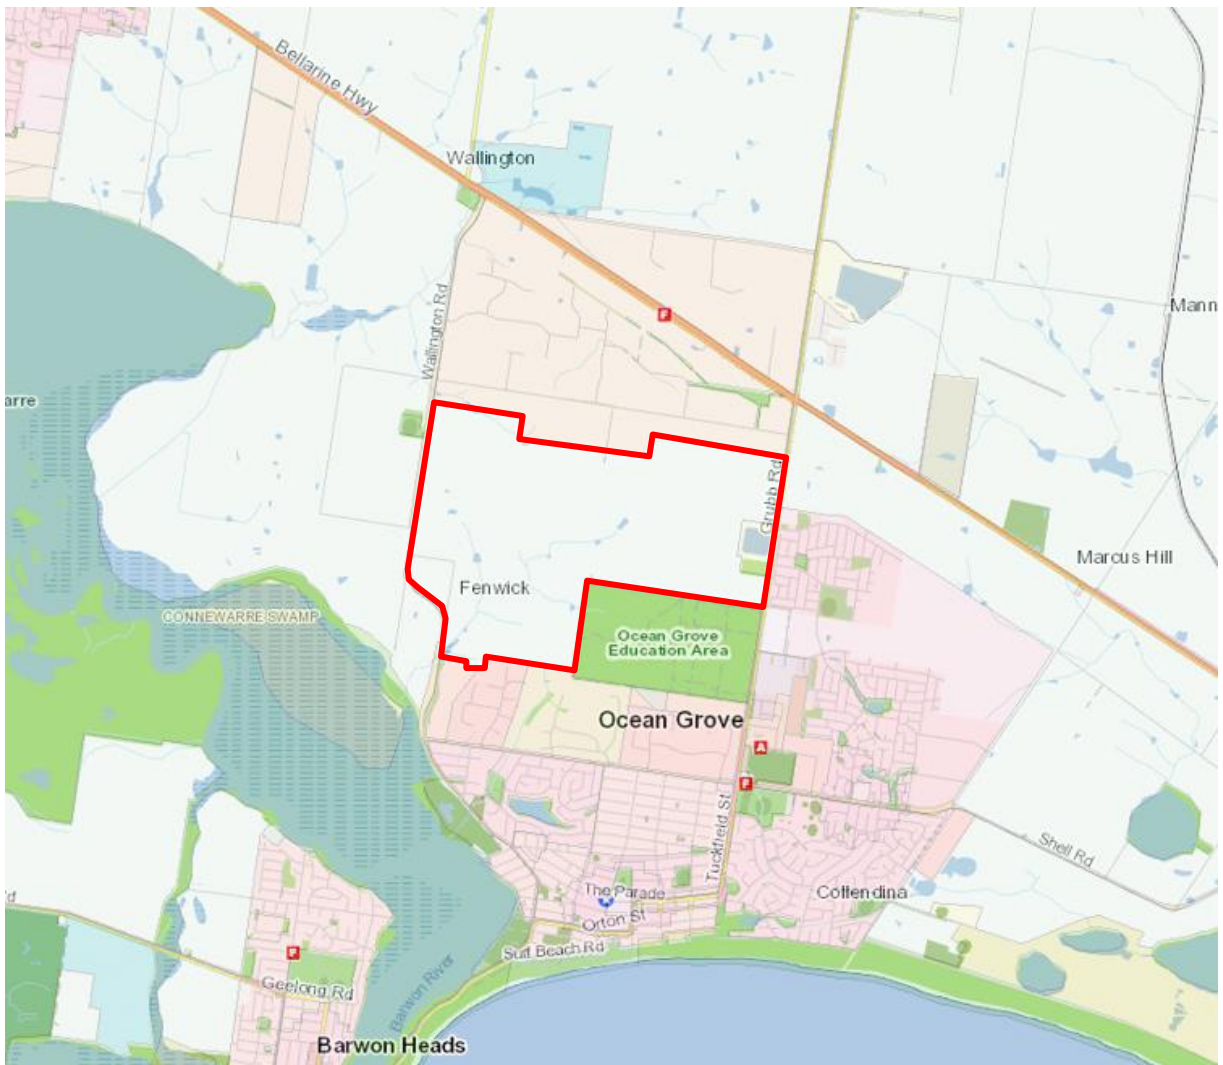 Bellarine Hwy
Wallington
Wallington Rd
F
Mann
arre
Grubb Rd
Marcus Hill
Fenwick
CONNEWARRE SWAMP
Ocean Grove
Education Area
Ocean Grove
A
F
Tuckfield St
Shell Rd
The Parade
Collendina
Orton St
Surf Beach Rd
Rd
F
Geelong Rd
Barwon River
Barwon Heads